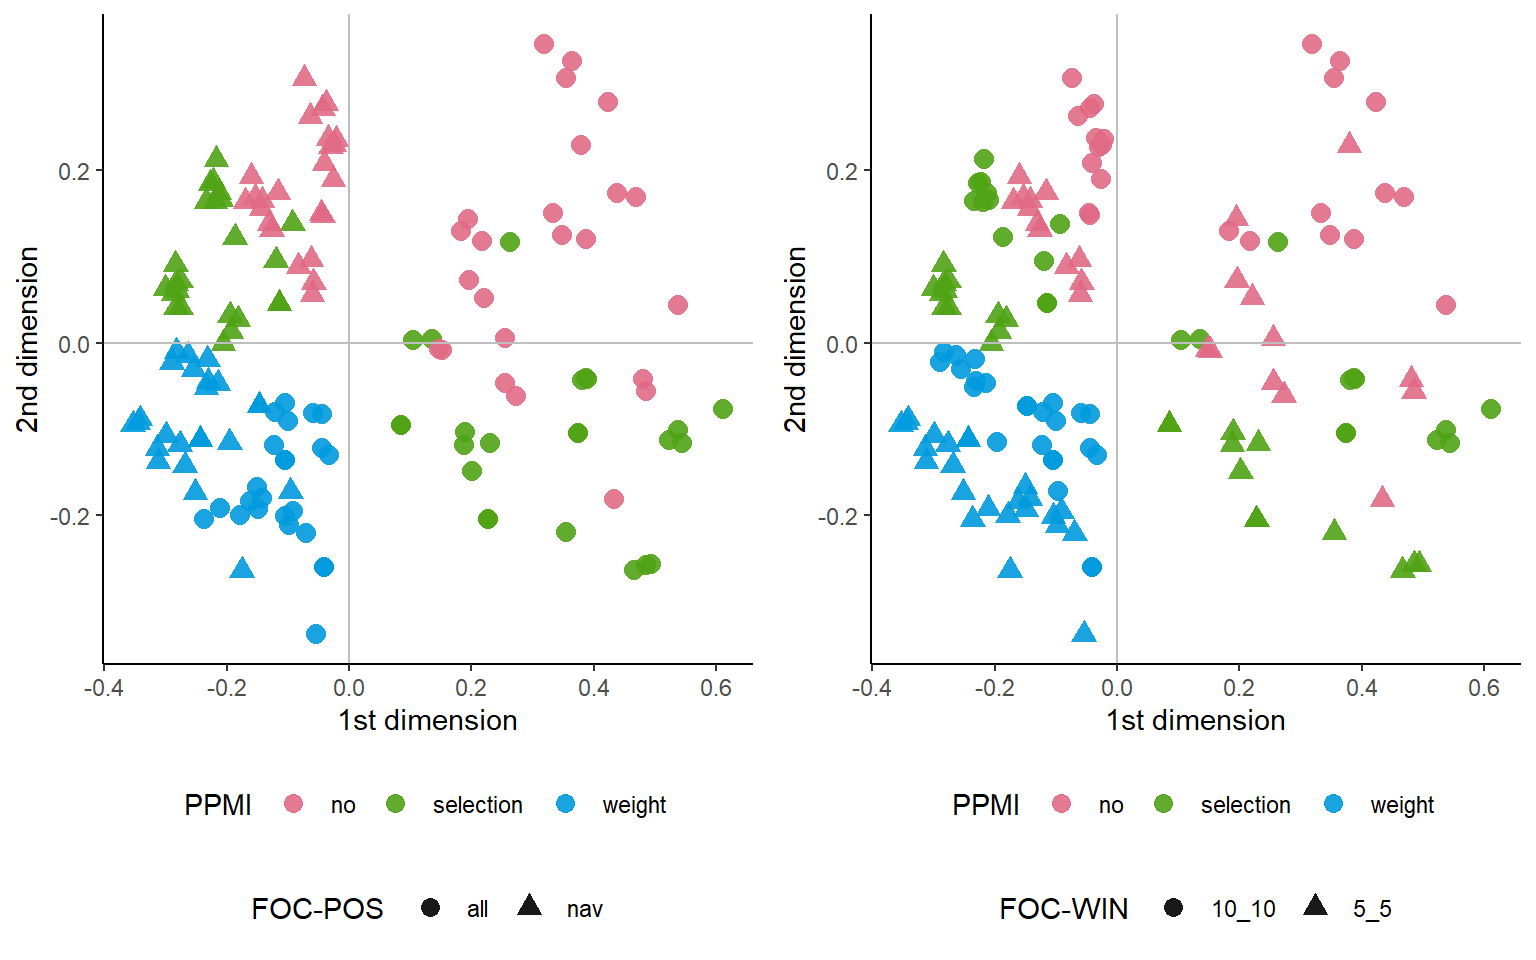 0.2
0.0
-0.2
2nd dimension
-0.4 -0.2 0.0 0.2 0.4 0.6
1st dimension
PPMI no selection weight
FOC-POS all nav
0.2
0.0
-0.2
2nd dimension
-0.4 -0.2 0.0 0.2 0.4 0.6
1st dimension
PPMI no selection weight
FOC-WIN 10_10 5_5